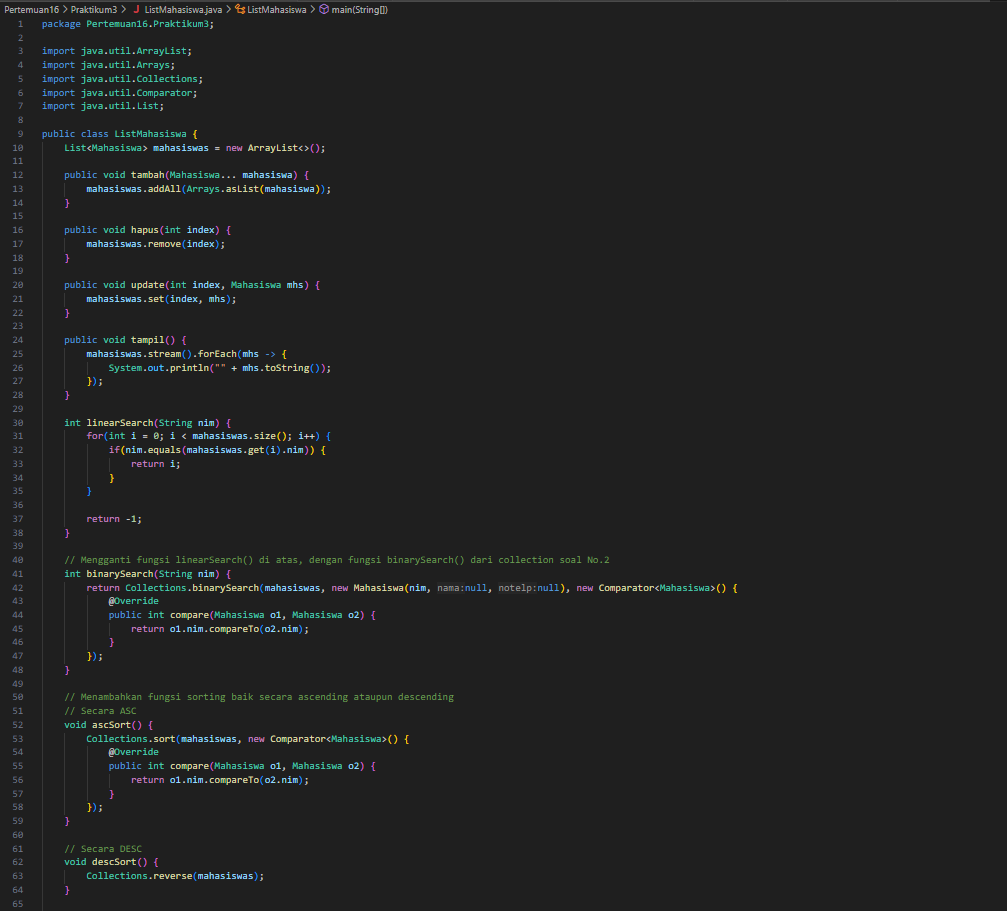 Pertemuan16 > Praktikum3 > J ListMahasiswa.java > ListMahasiswa > main(String[])
1 package Pertemuan16.Praktikum3;
2
3 import java.util.ArrayList;
4 import java.util.Arrays;
5 import java.util.Collections;
6 import java.util.Comparator;
7 import java.util.List;
8
9 public class ListMahasiswa {
10 List<Mahasiswa> mahasiswas = new ArrayList<>();
11
12 public void tambah(Mahasiswa... mahasiswa) {
13 mahasiswas.addAll(Arrays.asList(mahasiswa));
14 }
15
16 public void hapus(int index) {
17 mahasiswas.remove(index);
18 }
19
20 public void update(int index, Mahasiswa mhs) {
21 mahasiswas.set(index, mhs);
22 }
23
24 public void tampil() {
25 mahasiswas.stream().forEach(mhs -> {
26 System.out.println("" + mhs.toString());
27 });
28 }
29
30 int linearSearch(String nim) {
31 for(int i = 0; i < mahasiswas.size(); i++) {
32 if(nim.equals(mahasiswas.get(i).nim)) {
33 return i;
34 }
35 }
36
37 return -1;
38 }
39
40 // Mengganti fungsi linearSearch() di atas, dengan fungsi binarySearch() dari collection soal No.2
41 int binarySearch(String nim) {
42 return Collections.binarySearch(mahasiswas, new Mahasiswa(nim, nama:null, notelp:null), new Comparator<Mahasiswa>() {
43 @Override
44 public int compare(Mahasiswa o1, Mahasiswa o2) {
45 return o1.nim.compareTo(o2.nim);
46 }
47 });
48 }
49
50 // Menambahkan fungsi sorting baik secara ascending ataupun descending
51 // Secara ASC
52 void ascSort() {
53 Collections.sort(mahasiswas, new Comparator<Mahasiswa>() {
54 @Override
55 public int compare(Mahasiswa o1, Mahasiswa o2) {
56 return o1.nim.compareTo(o2.nim);
57 }
58 });
59 }
60
61 // Secara DESC
62 void descSort() {
63 Collections.reverse(mahasiswas);
64 }
65